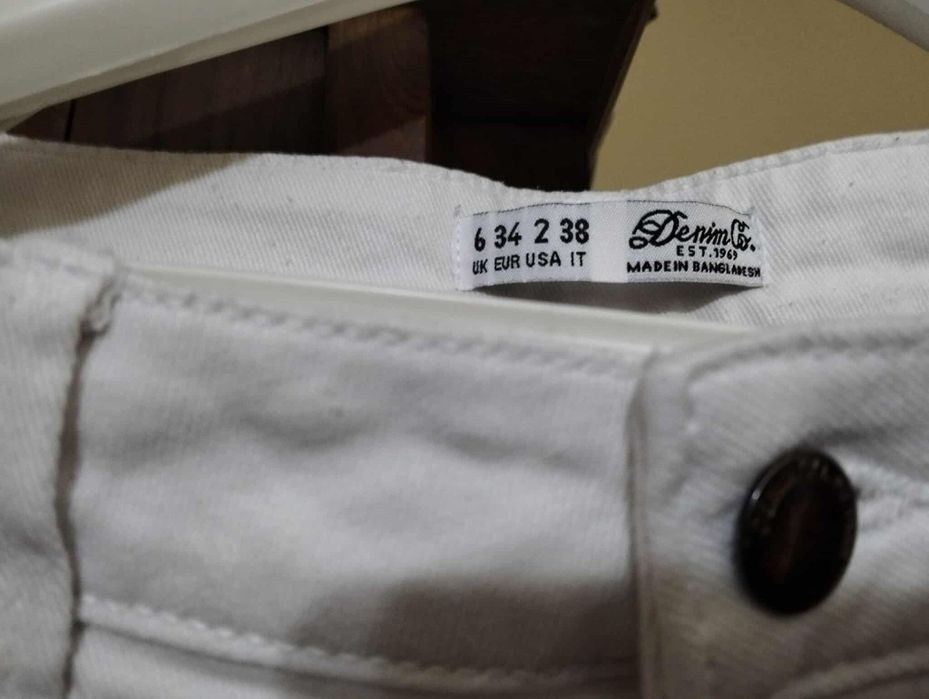 6 34 2 38
UK EUR USA IT
Denim Co.
EST. 1969
MADE IN BANGLADESH